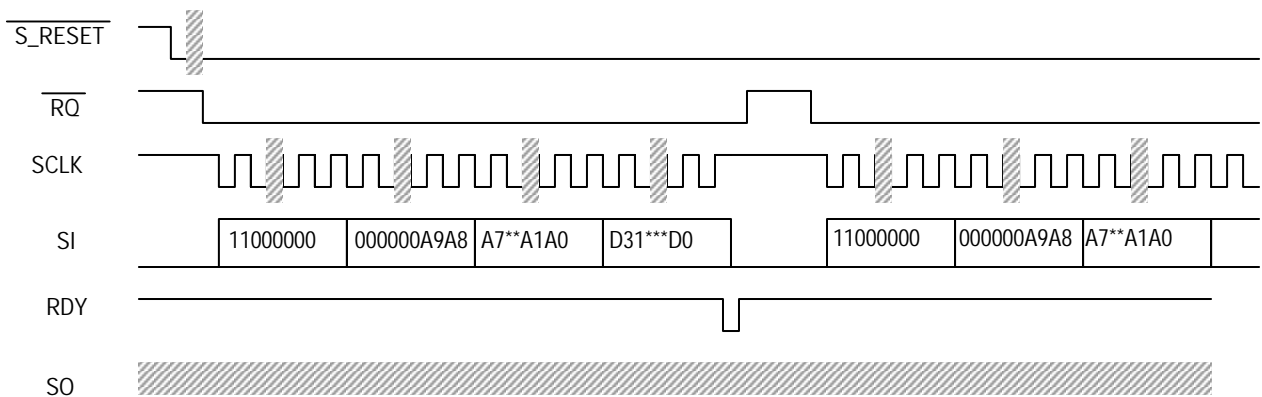 S_RESET
RQ
SCLK
SI 11000000 000000A9A8 A7**A1A0 D31***D0 11000000 000000A9A8 A7**A1A0
RDY
SO